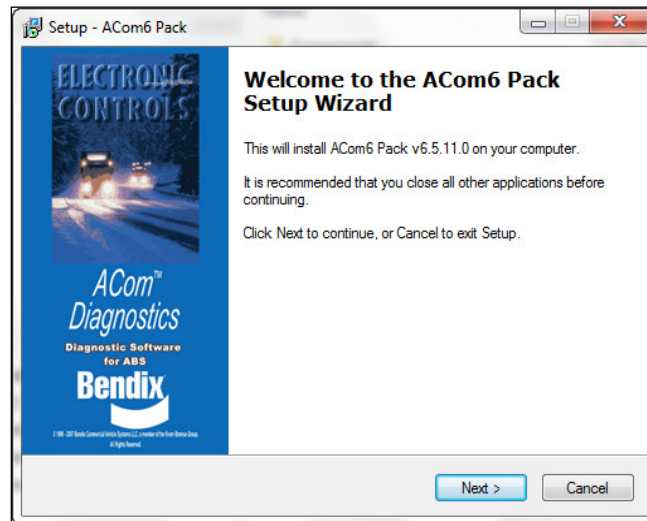 Setup - ACom6 Pack
ELECTRONIC
CONTROLS
ACom™
Diagnostics
Diagnostic Software
for ABS
Bendix
Welcome to the ACom6 Pack
Setup Wizard
This will install ACom6 Pack v6.5.11.0 on your computer.
It is recommended that you close all other applications before
continuing.
Click Next to continue, or Cancel to exit Setup.
Next >
Cancel